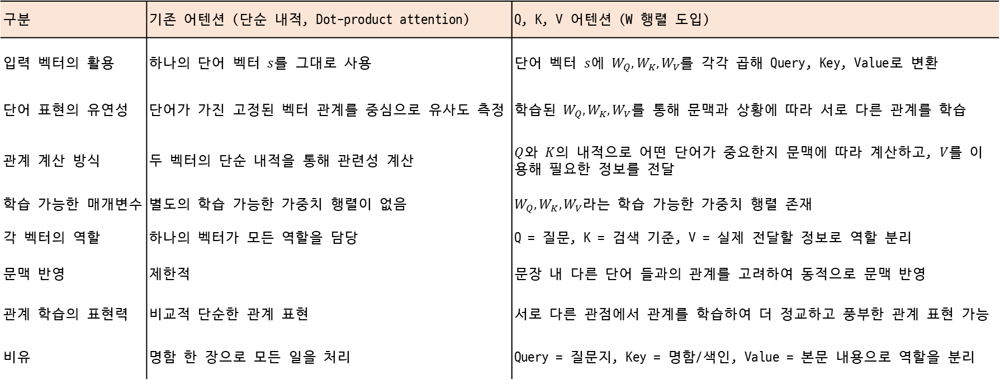 구분 기존 어텐션 (단순 내적, Dot-product attention) Q, K, V 어텐션 (W 행렬 도입)
입력 벡터의 활용 하나의 단어 벡터 s를 그대로 사용 단어 벡터 s에 W_Q, W_K, W_V를 각각 곱해 Query, Key, Value로 변환
단어 표현의 유연성 단어가 가진 고정된 벡터 관계를 중심으로 유사도 측정 학습된 W_Q, W_K, W_V를 통해 문맥과 상황에 따라 서로 다른 관계를 학습
관계 계산 방식 두 벡터의 단순 내적을 통해 관련성 계산 Q와 K의 내적으로 어떤 단어가 중요한지 문맥에 따라 계산하고, V를 이
용해 필요한 정보를 전달
학습 가능한 매개변수 별도의 학습 가능한 가중치 행렬이 없음 W_Q, W_K, W_V라는 학습 가능한 가중치 행렬 존재
각 벡터의 역할 하나의 벡터가 모든 역할을 담당 Q = 질문, K = 검색 기준, V = 실제 전달할 정보로 역할 분리
문맥 반영 제한적 문장 내 다른 단어 들과의 관계를 고려하여 동적으로 문맥 반영
관계 학습의 표현력 비교적 단순한 관계 표현 서로 다른 관점에서 관계를 학습하여 더 정교하고 풍부한 관계 표현 가능
비유 명함 한 장으로 모든 일을 처리 Query = 질문지, Key = 명함/색인, Value = 본문 내용으로 역할을 분리